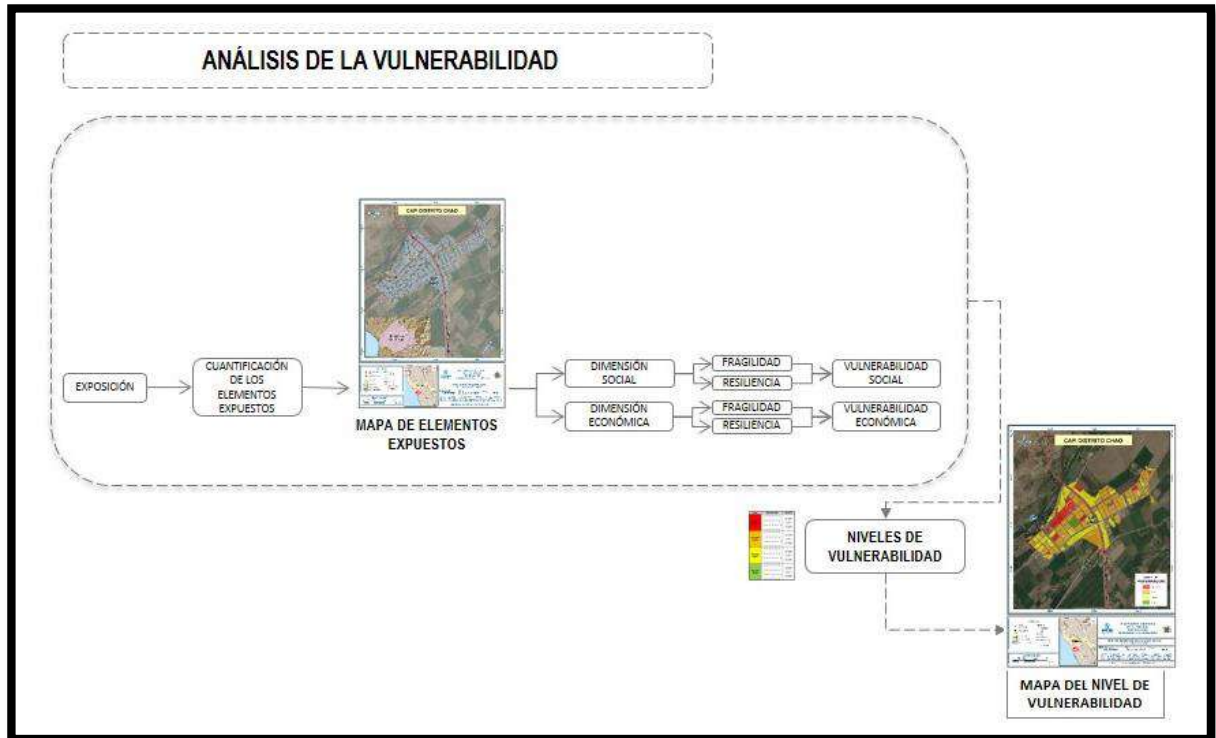 ANÁLISIS DE LA VULNERABILIDAD
CAP. DISTRITO CHAO
EXPOSICIÓN
CUANTIFICACIÓN
DE LOS
ELEMENTOS
EXPUESTOS
MAPA DE ELEMENTOS
EXPUESTOS
DIMENSIÓN
SOCIAL
FRAGILIDAD
RESILIENCIA
VULNERABILIDAD
SOCIAL
DIMENSIÓN
ECONÓMICA
FRAGILIDAD
RESILIENCIA
VULNERABILIDAD
ECONÓMICA
NIVELES DE
VULNERABILIDAD
CAP. DISTRITO CHAO
MAPA DEL NIVEL DE
VULNERABILIDAD